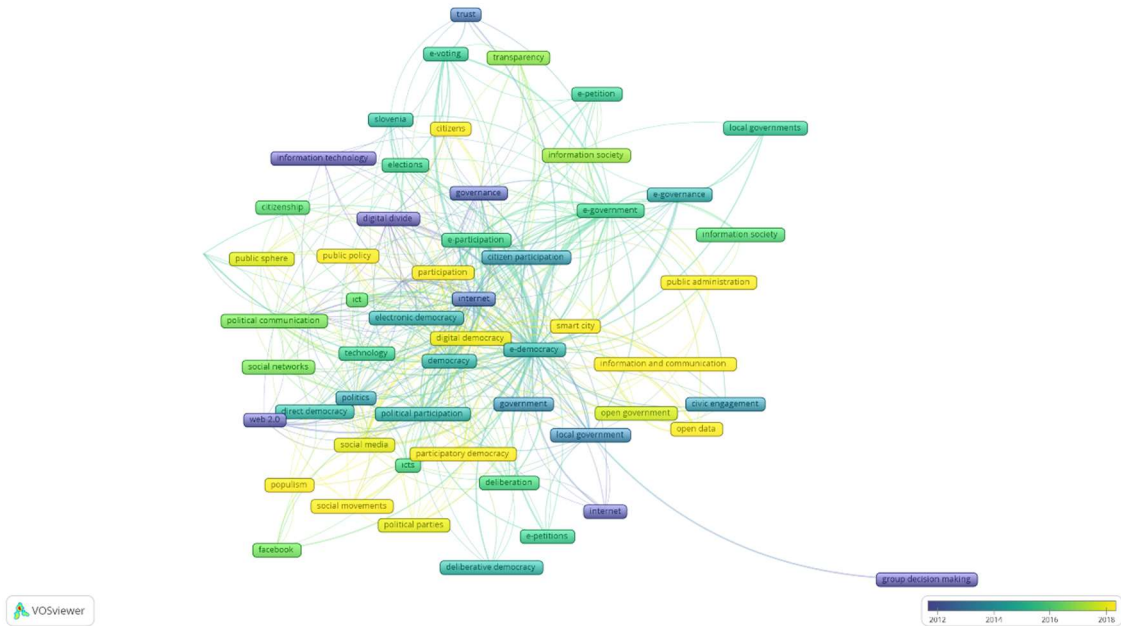 trust
e-voting
transparency
e-petition
slovenia
citizens
local governments
information technology
elections
information society
digital divide
governance
e-governance
citizenship
e-government
e-participation
information society
public sphere
public policy
citizen participation
participation
public administration
ict
internet
political communication
electronic democracy
smart city
digital democracy
technology
e-democracy
democracy
information and communication
social networks
politics
government
civic engagement
web 2.0
direct democracy
political participation
open government
open data
social media
local government
participatory democracy
icts
populism
deliberation
social movements
internet
political parties
e-petitions
facebook
deliberative democracy
group decision making
VOSviewer
2012 2014 2016 2018